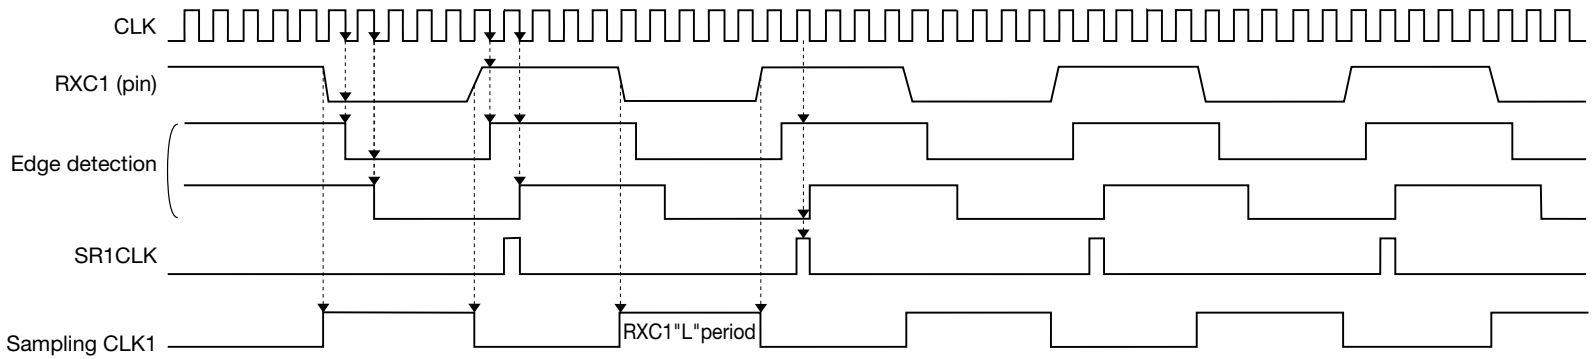 CLK
RXC1 (pin)
Edge detection
SR1CLK
RXC1"L"period
Sampling CLK1